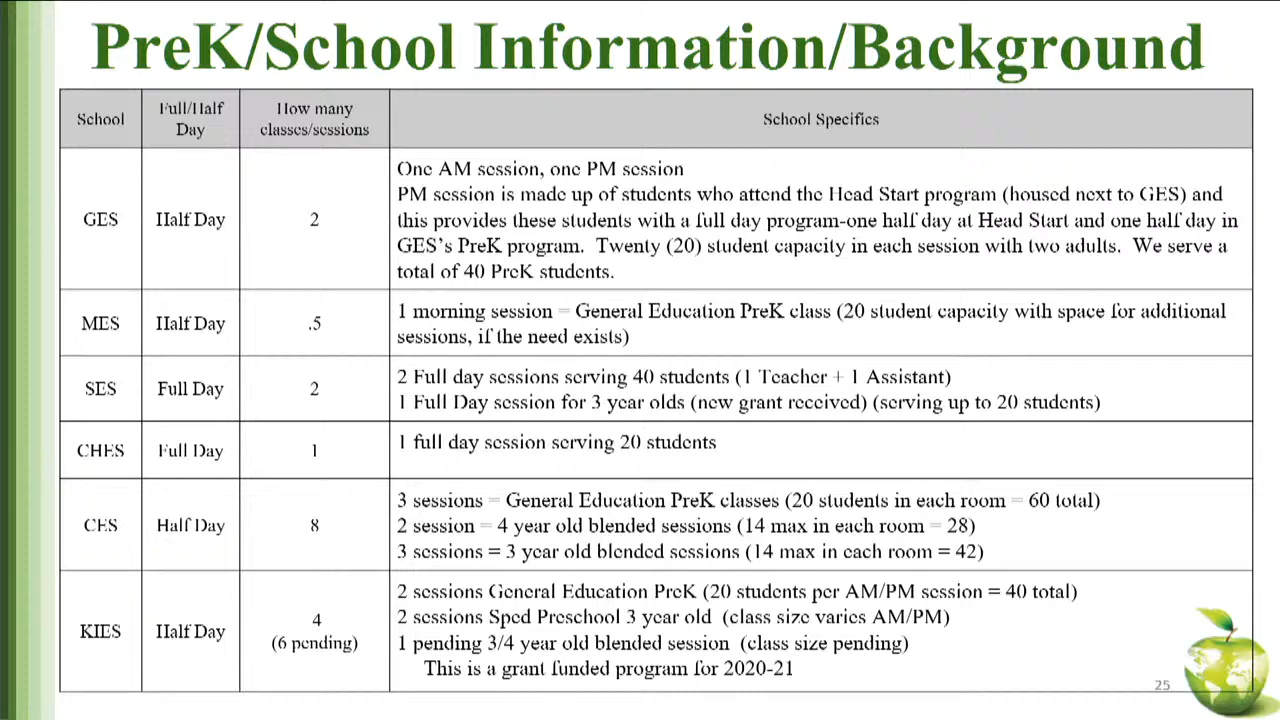 PreK/School Information/Background
School
Full/Half
Day
How many
classes/sessions
School Specifics
GES
Half Day
2
One AM session, one PM session
PM session is made up of students who attend the Head Start program (housed next to GES) and
this provides these students with a full day program-one half day at Head Start and one half day in
GES's PreK program.  Twenty (20) student capacity in each session with two adults.  We serve a
total of 40 PreK students.
MES
Half Day
.5
1 morning session = General Education PreK class (20 student capacity with space for additional
sessions, if the need exists)
SES
Full Day
2
2 Full day sessions serving 40 students (1 Teacher + 1 Assistant)
1 Full Day session for 3 year olds (new grant received) (serving up to 20 students)
CHES
Full Day
1
1 full day session serving 20 students
CES
Half Day
8
3 sessions = General Education PreK classes (20 students in each room = 60 total)
2 session = 4 year old blended sessions (14 max in each room = 28)
3 sessions = 3 year old blended sessions (14 max in each room = 42)
KIES
Half Day
4
(6 pending)
2 sessions General Education PreK (20 students per AM/PM session = 40 total)
2 sessions Sped Preschool 3 year old  (class size varies AM/PM)
1 pending 3/4 year old blended session  (class size pending)
This is a grant funded program for 2020-21
25